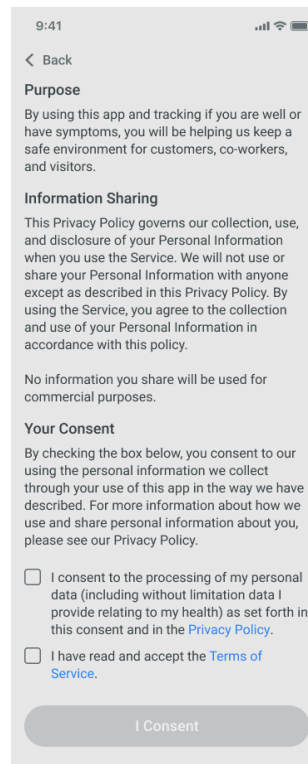 9:41
Back
Purpose
By using this app and tracking if you are well or
have symptoms, you will be helping us keep a
safe environment for customers, co-workers,
and visitors.
Information Sharing
This Privacy Policy governs our collection, use,
and disclosure of your Personal Information
when you use the Service. We will not use or
share your Personal Information with anyone
except as described in this Privacy Policy. By
using the Service, you agree to the collection
and use of your Personal Information in
accordance with this policy.
No information you share will be used for
commercial purposes.
Your Consent
By checking the box below, you consent to our
using the personal information we collect
through your use of this app in the way we have
described. For more information about how we
use and share personal information about you,
please see our Privacy Policy.
I consent to the processing of my personal
data (including without limitation data I
provide relating to my health) as set forth in
this consent and in the Privacy Policy.
I have read and accept the Terms of
Service.
I Consent